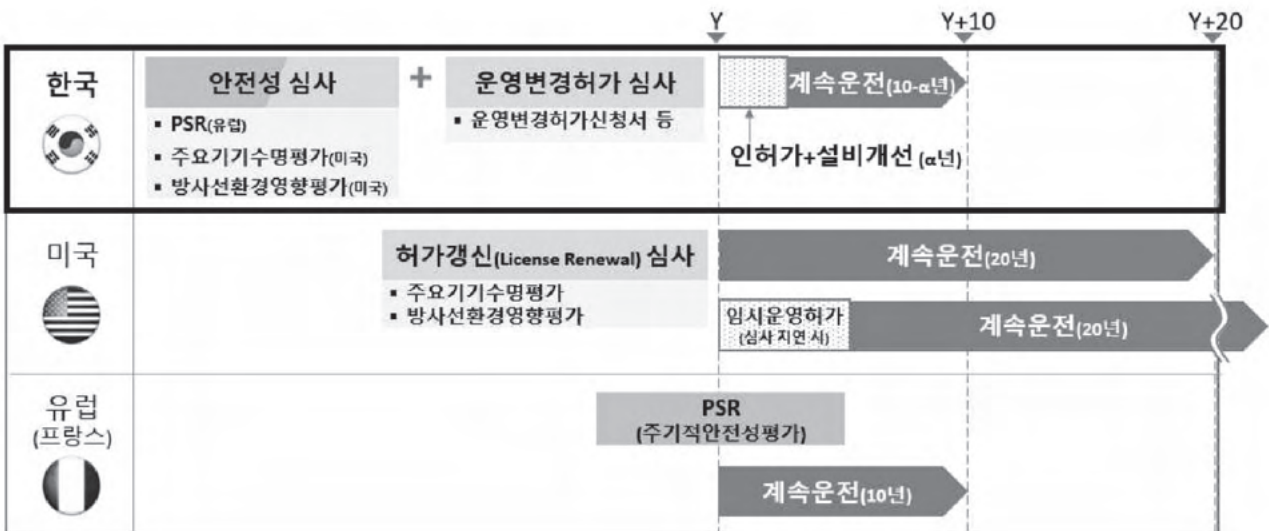 Y Y+10 Y+20
한국
안전성 심사 + 운영변경허가 심사
▪ PSR(유럽)
▪ 주요기기수명평가(미국)
▪ 방사선환경영향평가(미국)
▪ 운영변경허가신청서 등
계속운전(10-α년)
인허가+설비개선 (α년)
미국
허가갱신(License Renewal) 심사
▪ 주요기기수명평가
▪ 방사선환경영향평가
계속운전(20년)
임시운영허가
(심사 지연 시)
계속운전(20년)
유럽
(프랑스)
PSR
(주기적안전성평가)
계속운전(10년)